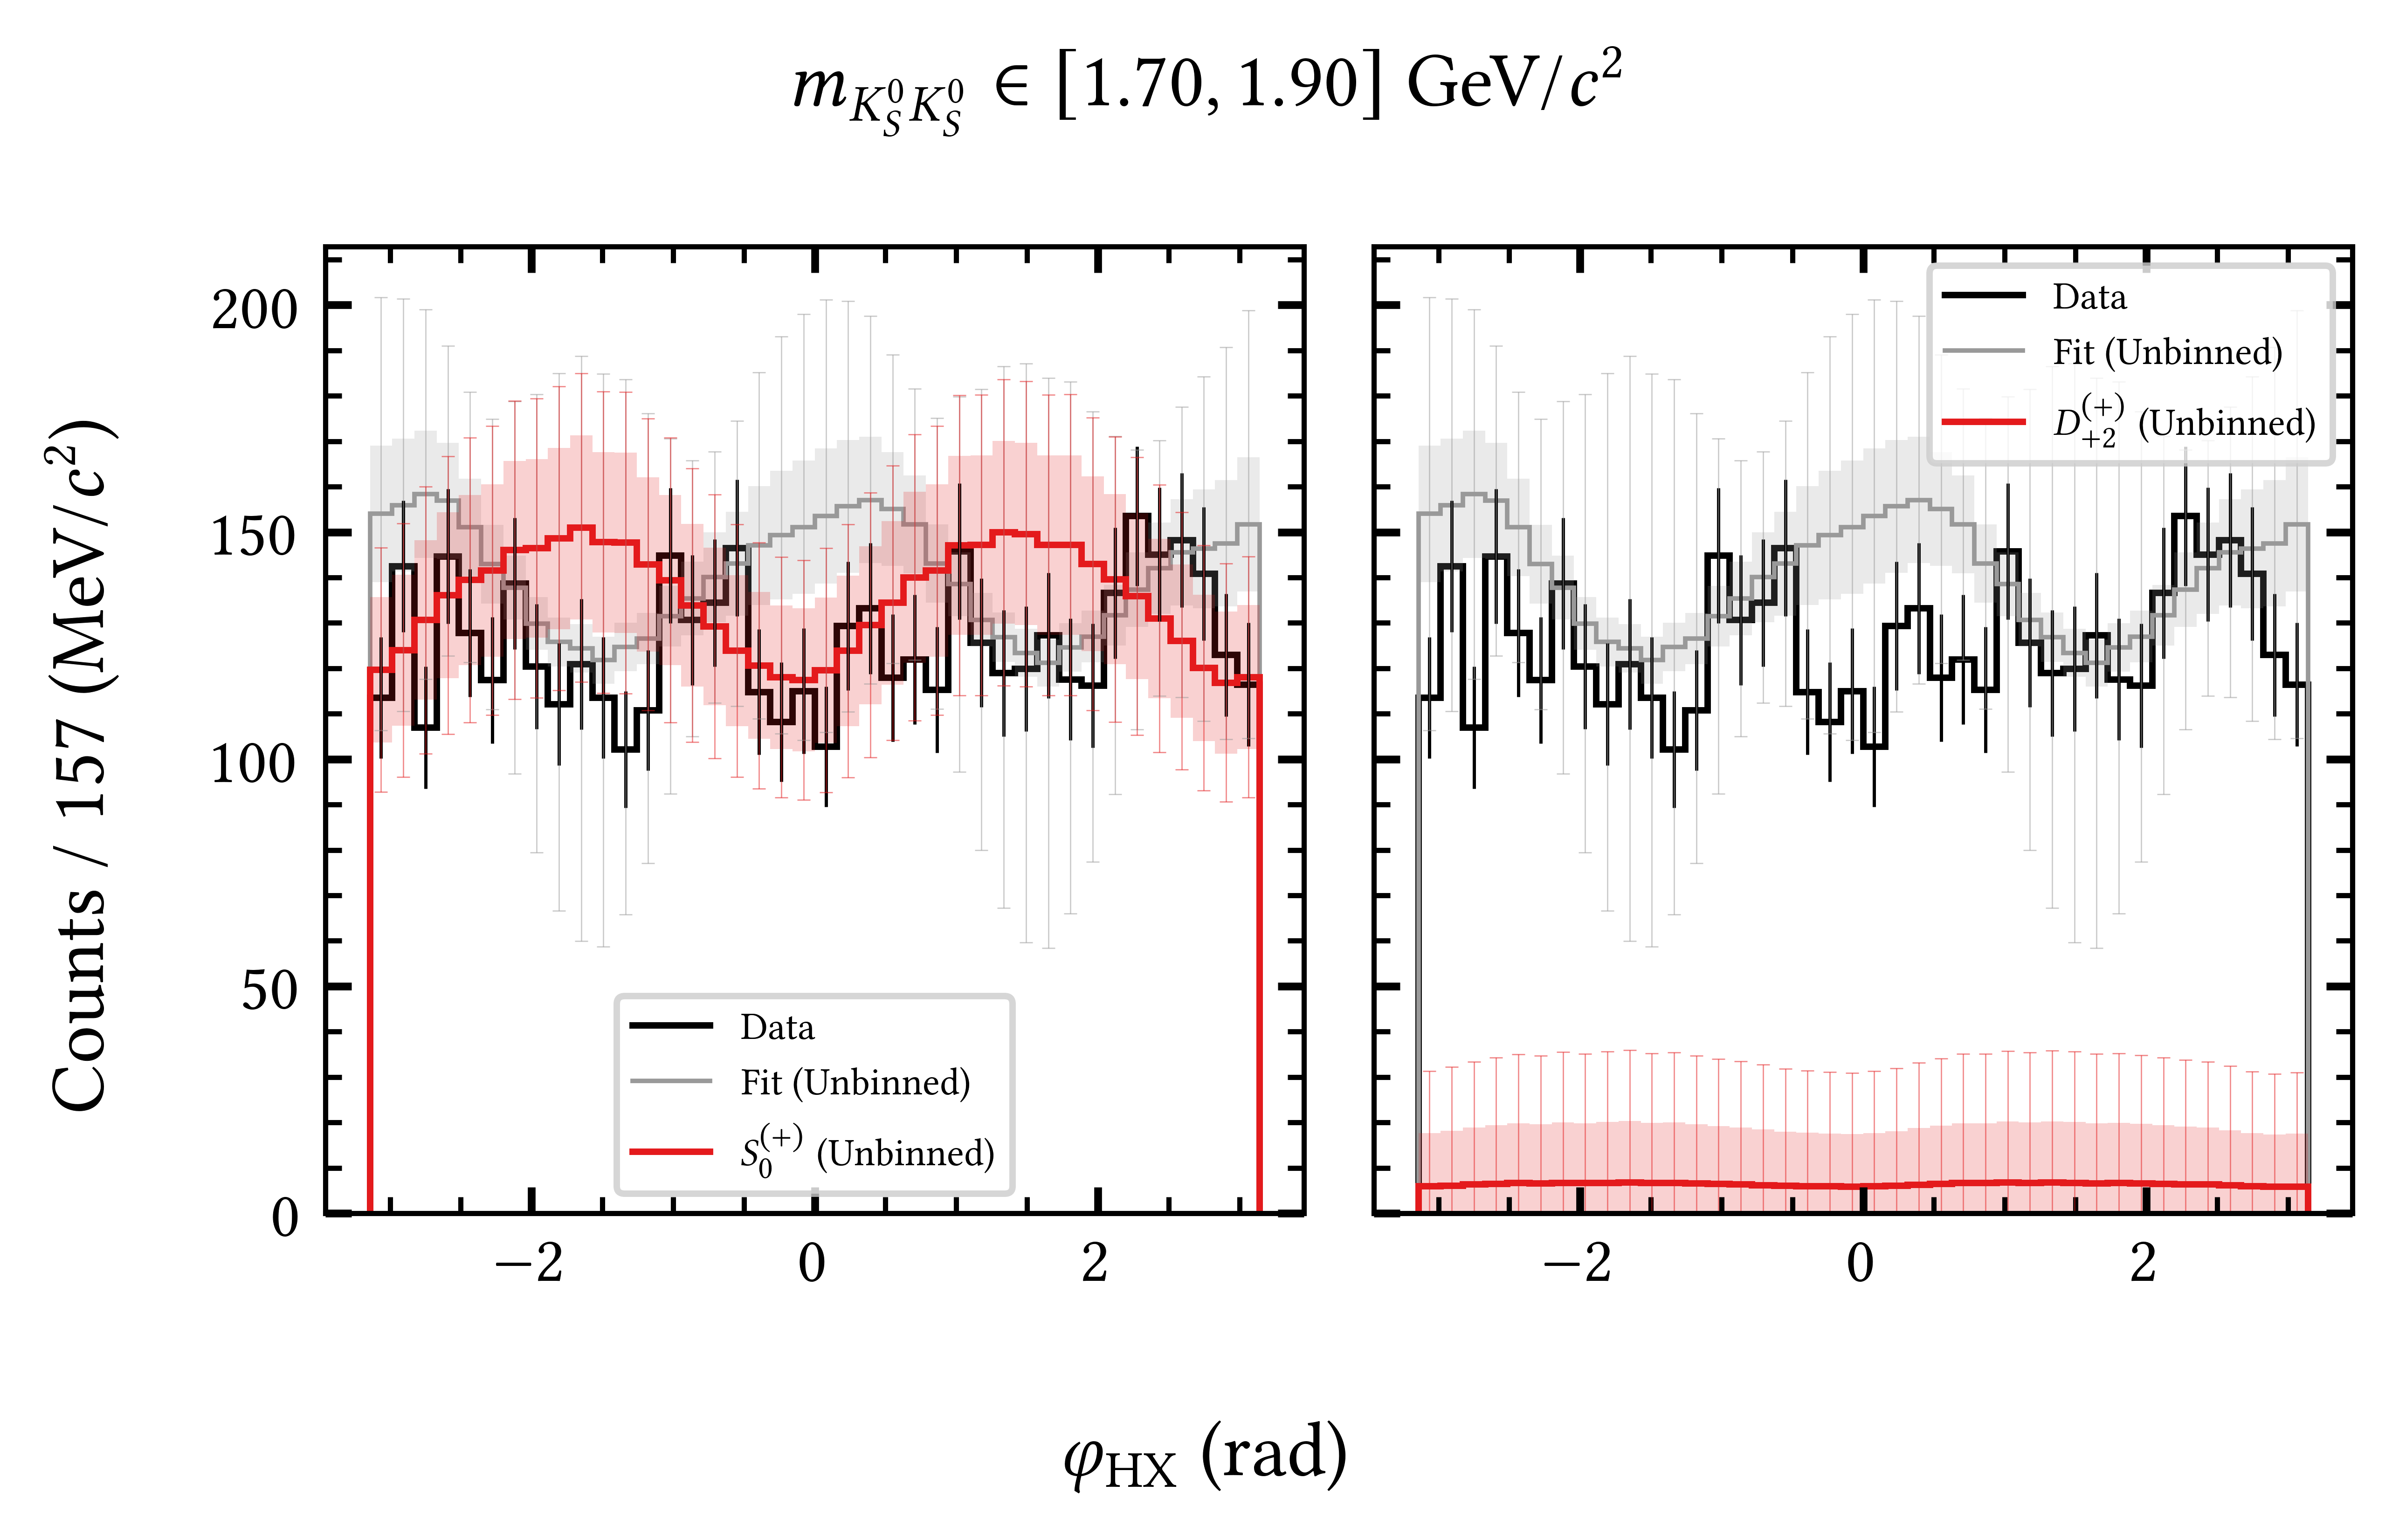 m_{K_S^0 K_S^0} ∈ [1.70, 1.90] GeV/c²
Counts / 157 (MeV/c²)
200
150
100
50
0
Data
Fit (Unbinned)
S_0^{(+)} (Unbinned)
−2
0
2
Data
Fit (Unbinned)
D_{+2}^{(+)} (Unbinned)
−2
0
2
φ_{HX} (rad)